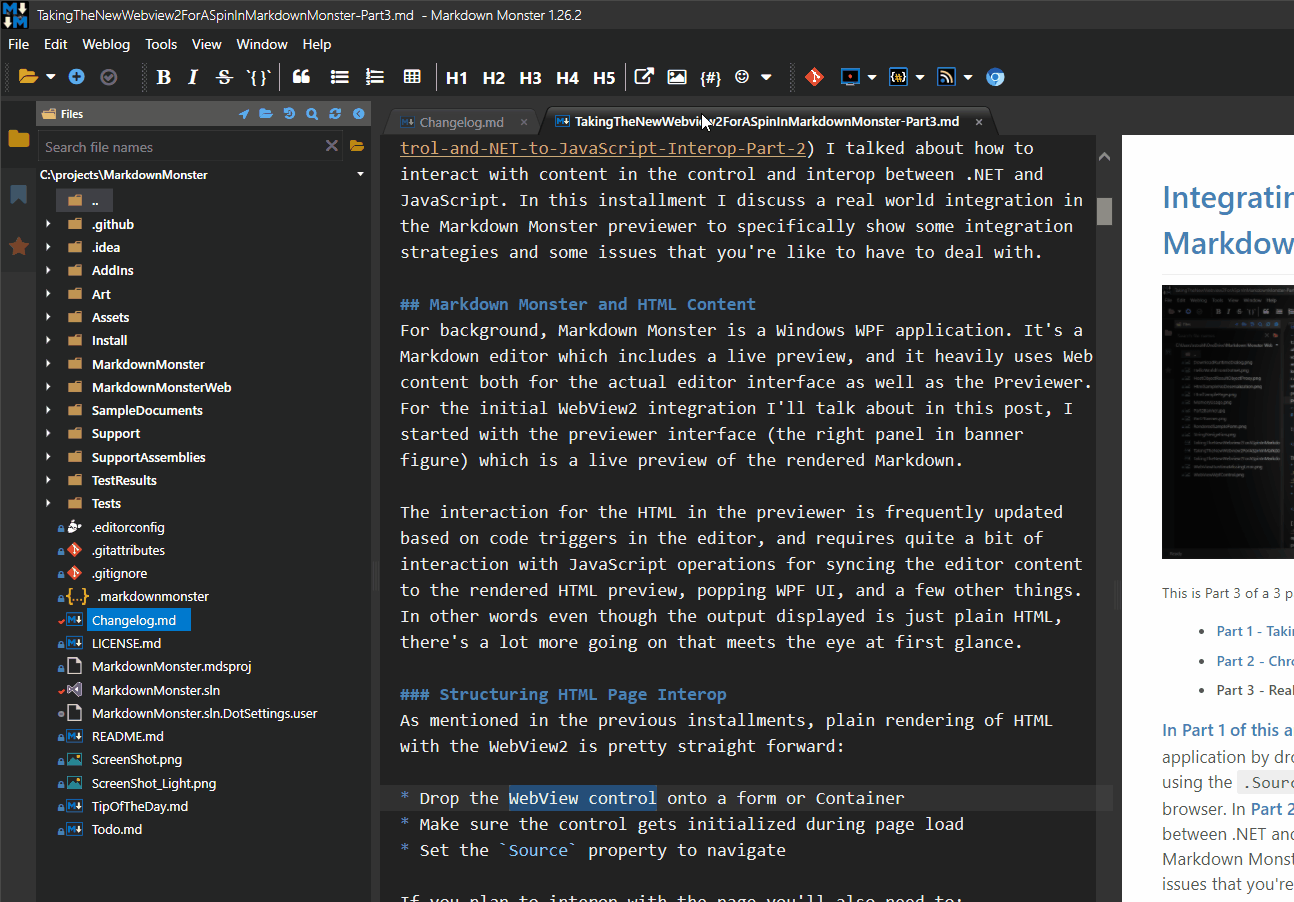 TakingTheNewWebview2ForASpinInMarkdownMonster-Part3.md - Markdown Monster 1.26.2
File Edit Weblog Tools View Window Help
B I S `{}` H1 H2 H3 H4 H5 {#}
Files
Changelog.md
TakingTheNewWebview2ForASpinInMarkdownMonster-Part3.md
Search file names
C:\projects\MarkdownMonster
..
.github
.idea
AddIns
Art
Assets
Install
MarkdownMonster
MarkdownMonsterWeb
SampleDocuments
Support
SupportAssemblies
TestResults
Tests
.editorconfig
.gitattributes
.gitignore
.markdownmonster
Changelog.md
LICENSE.md
MarkdownMonster.mdsproj
MarkdownMonster.sln
MarkdownMonster.sln.DotSettings.user
README.md
ScreenShot.png
ScreenShot_Light.png
TipOfTheDay.md
Todo.md
trol-and-NET-to-JavaScript-Interop-Part-2) I talked about how to
interact with content in the control and interop between .NET and
JavaScript. In this installment I discuss a real world integration in
the Markdown Monster previewer to specifically show some integration
strategies and some issues that you're like to have to deal with.
## Markdown Monster and HTML Content
For background, Markdown Monster is a Windows WPF application. It's a
Markdown editor which includes a live preview, and it heavily uses Web
content both for the actual editor interface as well as the Previewer.
For the initial WebView2 integration I'll talk about in this post, I
started with the previewer interface (the right panel in banner
figure) which is a live preview of the rendered Markdown.
The interaction for the HTML in the previewer is frequently updated
based on code triggers in the editor, and requires quite a bit of
interaction with JavaScript operations for syncing the editor content
to the rendered HTML preview, popping WPF UI, and a few other things.
In other words even though the output displayed is just plain HTML,
there's a lot more going on that meets the eye at first glance.
### Structuring HTML Page Interop
As mentioned in the previous installments, plain rendering of HTML
with the WebView2 is pretty straight forward:
* Drop the WebView control onto a form or Container
* Make sure the control gets initialized during page load
* Set the `Source` property to navigate
If you plan to interop with the page you'll also need to:
Integratin
Markdow
This is Part 3 of a 3 p
• Part 1 - Taki
• Part 2 - Chr
• Part 3 - Real
In Part 1 of this a
application by dro
using the .Sourc
browser. In Part 2
between .NET and
Markdown Monst
issues that you're